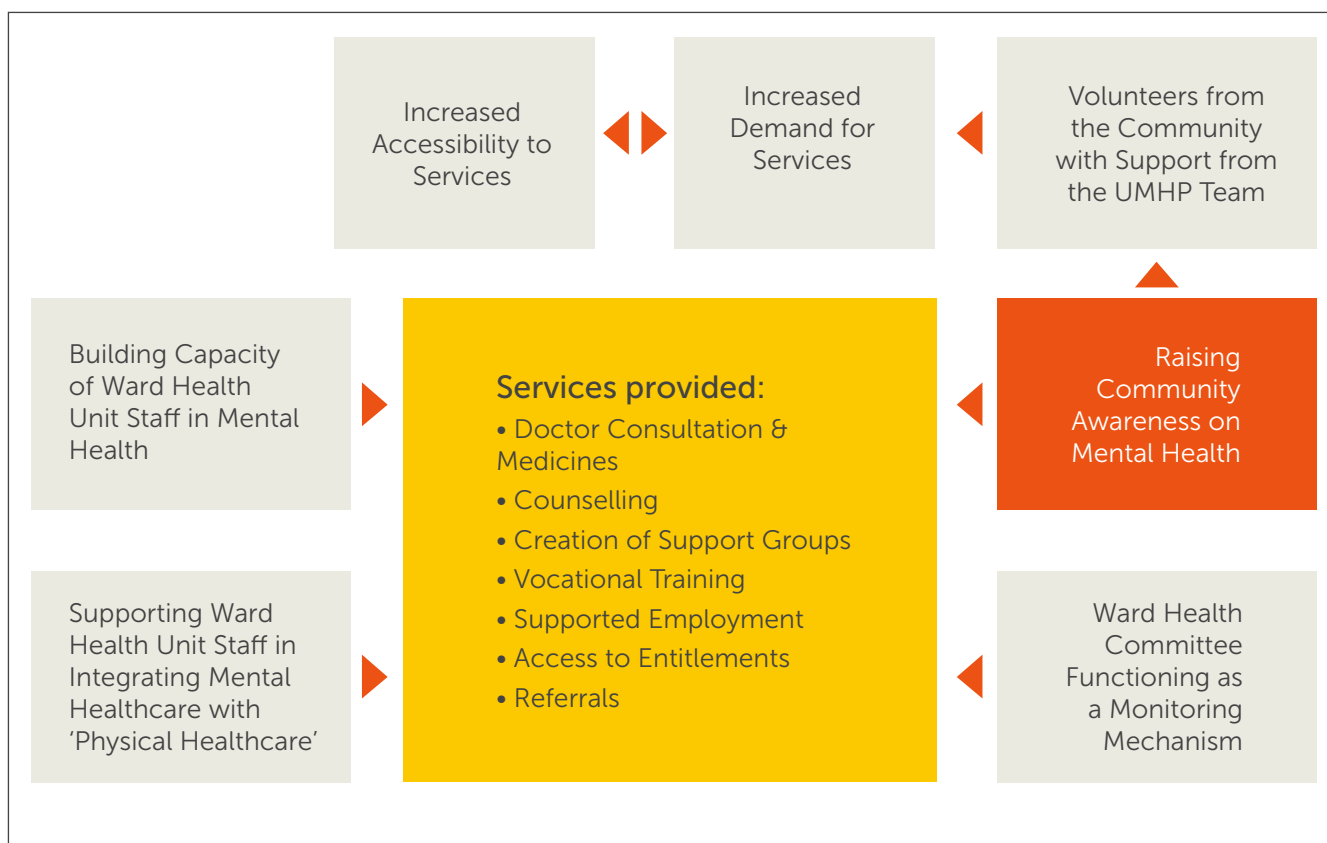 Increased
Accessibility to
Services
Increased
Demand for
Services
Volunteers from
the Community
with Support from
the UMHP Team
Building Capacity
of Ward Health
Unit Staff in Mental
Health
Services provided:
• Doctor Consultation &
Medicines
• Counselling
• Creation of Support Groups
• Vocational Training
• Supported Employment
• Access to Entitlements
• Referrals
Raising
Community
Awareness on
Mental Health
Supporting Ward
Health Unit Staff in
Integrating Mental
Healthcare with
‘Physical Healthcare’
Ward Health
Committee
Functioning as
a Monitoring
Mechanism